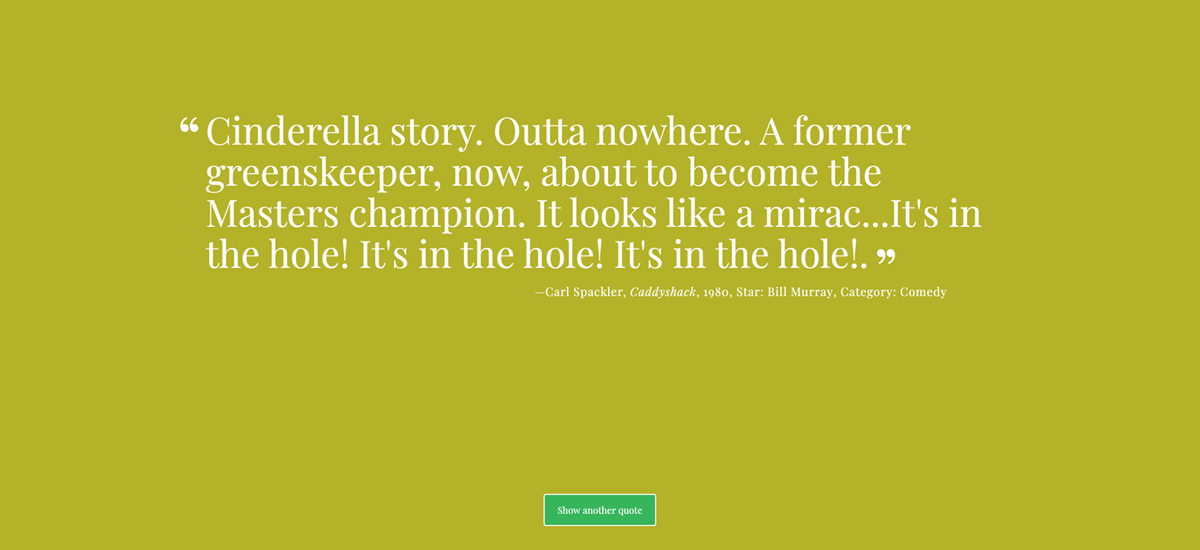 “Cinderella story. Outta nowhere. A former
greenskeeper, now, about to become the
Masters champion. It looks like a mirac...It's in
the hole! It's in the hole! It's in the hole!.”
—Carl Spackler, Caddyshack, 1980, Star: Bill Murray, Category: Comedy
Show another quote